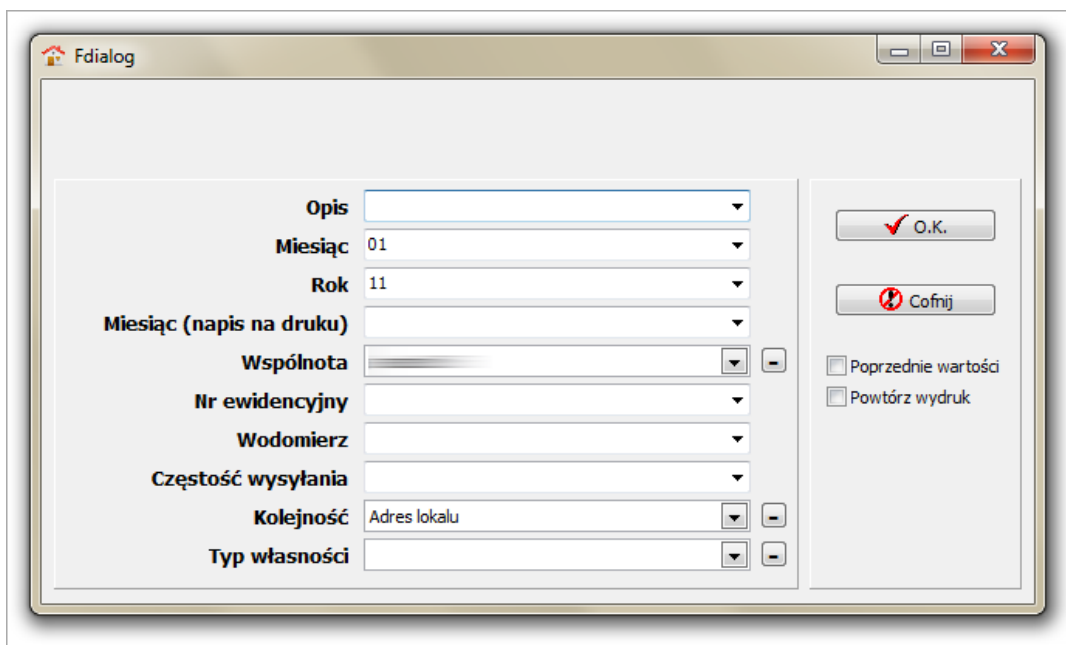 Fdialog
Opis
Miesiąc 01
Rok 11
Miesiąc (napis na druku)
Wspólnota
Nr ewidencyjny
Wodomierz
Częstość wysyłania
Kolejność Adres lokalu
Typ własności
O.K.
Cofnij
Poprzednie wartości
Powtórz wydruk